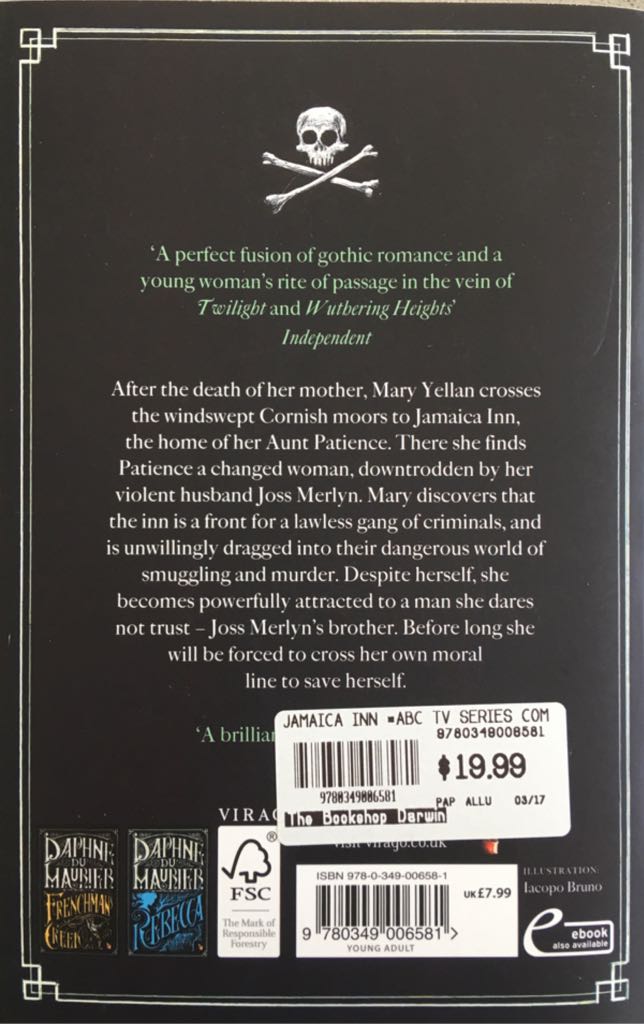 ‘A perfect fusion of gothic romance and a
young woman’s rite of passage in the vein of
Twilight and Wuthering Heights’
Independent
After the death of her mother, Mary Yellan crosses
the windswept Cornish moors to Jamaica Inn,
the home of her Aunt Patience. There she finds
Patience a changed woman, downtrodden by her
violent husband Joss Merlyn. Mary discovers that
the inn is a front for a lawless gang of criminals, and
is unwillingly dragged into their dangerous world of
smuggling and murder. Despite herself, she
becomes powerfully attracted to a man she dares
not trust – Joss Merlyn’s brother. Before long she
will be forced to cross her own moral
line to save herself.
‘A brillia
JAMAICA INN *ABC TV SERIES COM
9780349006581
$19.99
9780349006581
PAP ALLU 03/17
The Bookshop Darwin
VIRAG
visit virago.co.uk
DAPHNE
DU
MAURIER
FRENCHMAN'S
CREEK
DAPHNE
DU
MAURIER
REBECCA
®
FSC
The Mark of
Responsible
Forestry
ISBN 978-0-349-00658-1
UK£7.99
9 780349 006581 >
YOUNG ADULT
ILLUSTRATION:
Iacopo Bruno
e
ebook
also available